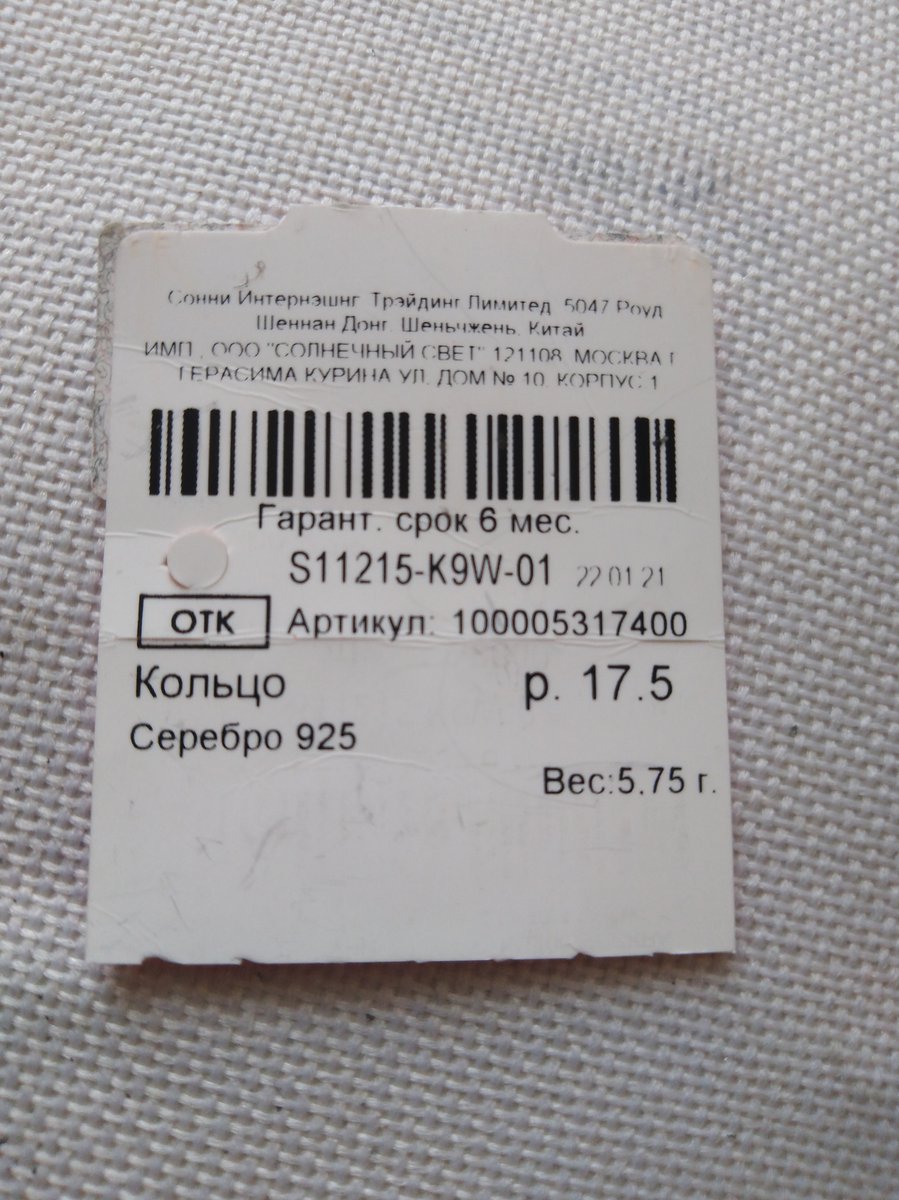 Сонни Интернэшнг Трэйдинг Лимитед 5047 Роуд
Шеннан Донг, Шеньчжень, Китай
ИМП., ООО "СОЛНЕЧНЫЙ СВЕТ" 121108, МОСКВА Г
ГЕРАСИМА КУРИНА УЛ, ДОМ № 10, КОРПУС 1
Гарант. срок 6 мес.
S11215-K9W-01 22 01 21
ОТК Артикул: 100005317400
Кольцо р. 17.5
Серебро 925
Вес:5.75 г.